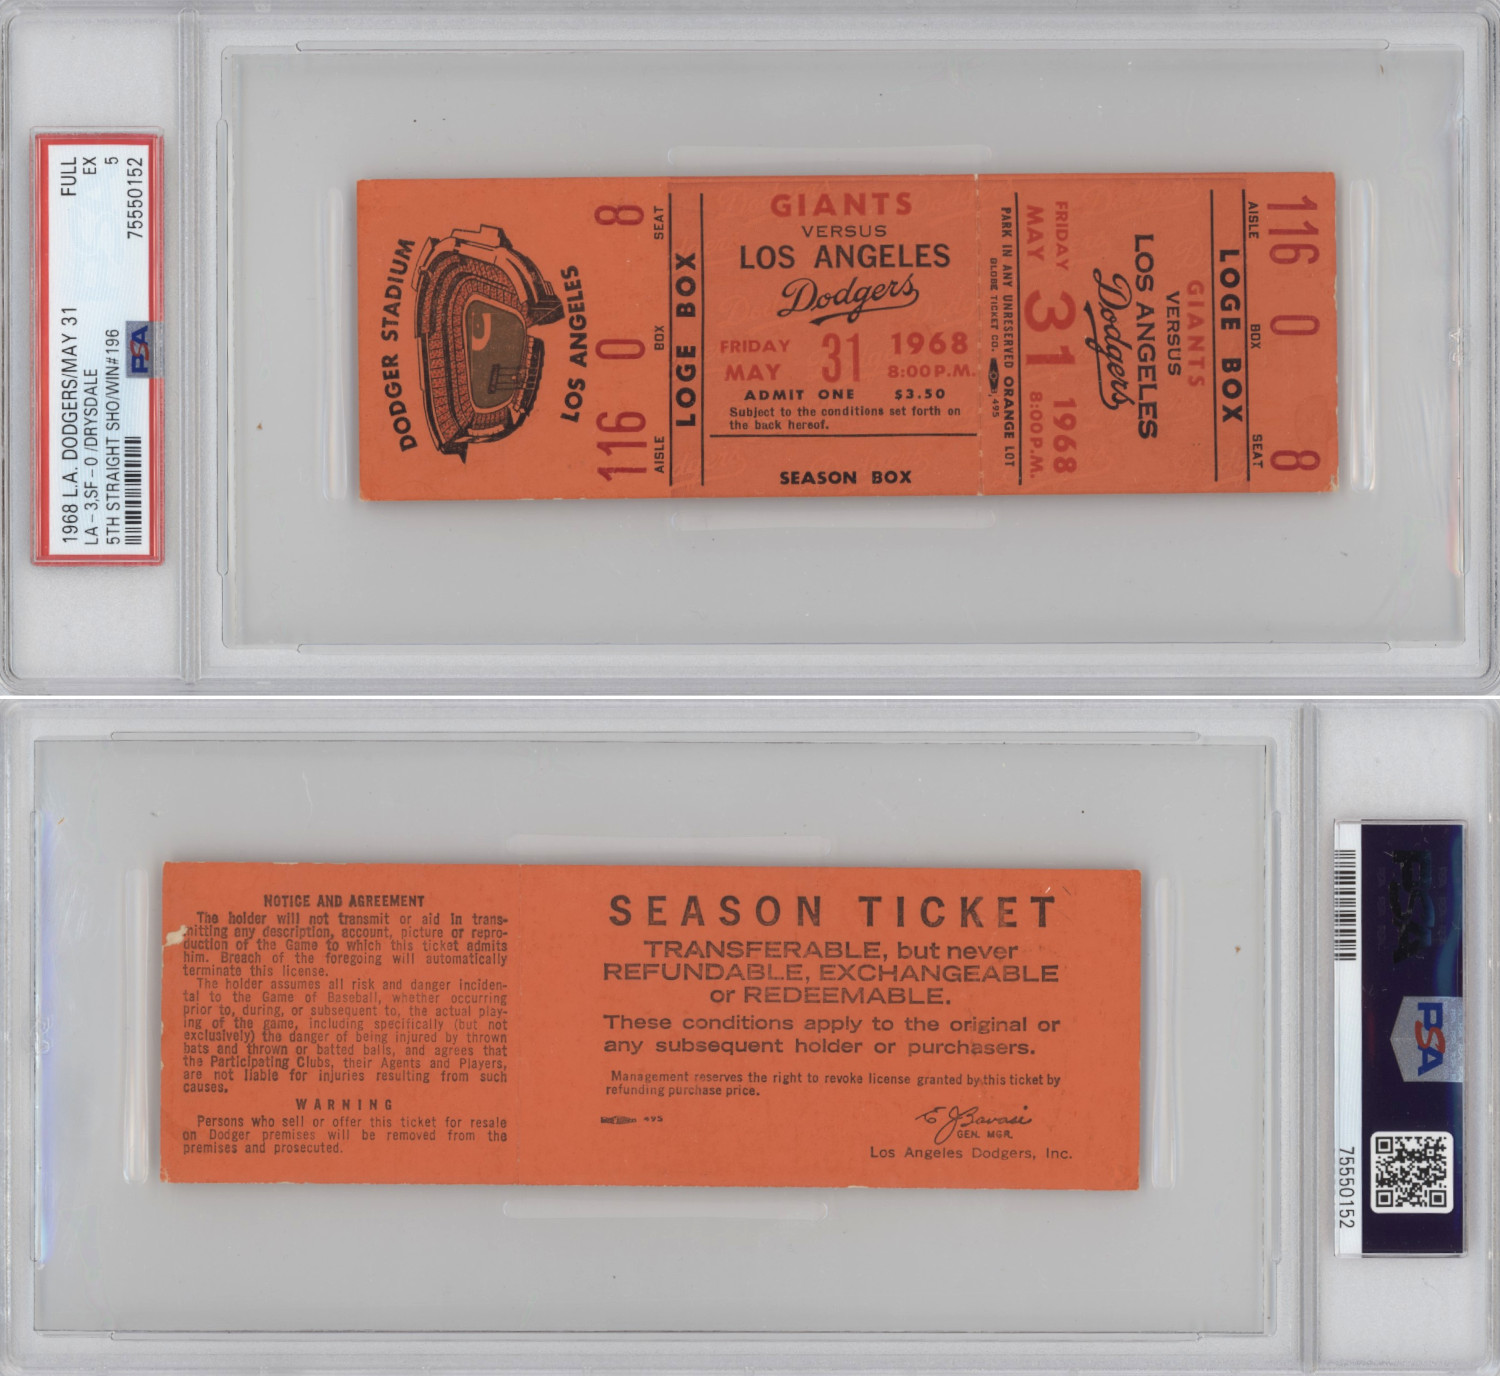 1968 L.A. DODGERS/MAY 31 FULL
LA-3,SF-0/DRYSDALE EX
5TH STRAIGHT SHO/WIN#196 5
75550152
PSA
DODGER STADIUM
LOS ANGELES
116 0 8
AISLE BOX SEAT
LOGE BOX
GIANTS
VERSUS
LOS ANGELES
Dodgers
FRIDAY 31 1968
MAY 8:00 P.M.
ADMIT ONE $3.50
Subject to the conditions set forth on
the back hereof.
SEASON BOX
116 0 8
AISLE BOX SEAT
LOGE BOX
GIANTS
VERSUS
LOS ANGELES
Dodgers
FRIDAY 31 1968
MAY 8:00 P.M.
PARK IN ANY UNRESERVED ORANGE LOT
GLOBE TICKET CO. 495
NOTICE AND AGREEMENT
The holder will not transmit or aid in trans-
mitting any description, account, picture or repro-
duction of the Game to which this ticket admits
him. Breach of the foregoing will automatically
terminate this license.
The holder assumes all risk and danger inciden-
tal to the Game of Baseball, whether occurring
prior to, during, or subsequent to, the actual play-
ing of the game, including specifically (but not
exclusively) the danger of being injured by thrown
bats and thrown or batted balls, and agrees that
the Participating Clubs, their Agents and Players,
are not liable for injuries resulting from such
causes.
WARNING
Persons who sell or offer this ticket for resale
on Dodger premises will be removed from the
premises and prosecuted.
SEASON TICKET
TRANSFERABLE, but never
REFUNDABLE, EXCHANGEABLE
or REDEEMABLE.
These conditions apply to the original or
any subsequent holder or purchasers.
Management reserves the right to revoke license granted by this ticket by
refunding purchase price.
495
E J Bavasi
GEN. MGR.
Los Angeles Dodgers, Inc.
PSA
PSA
75550152